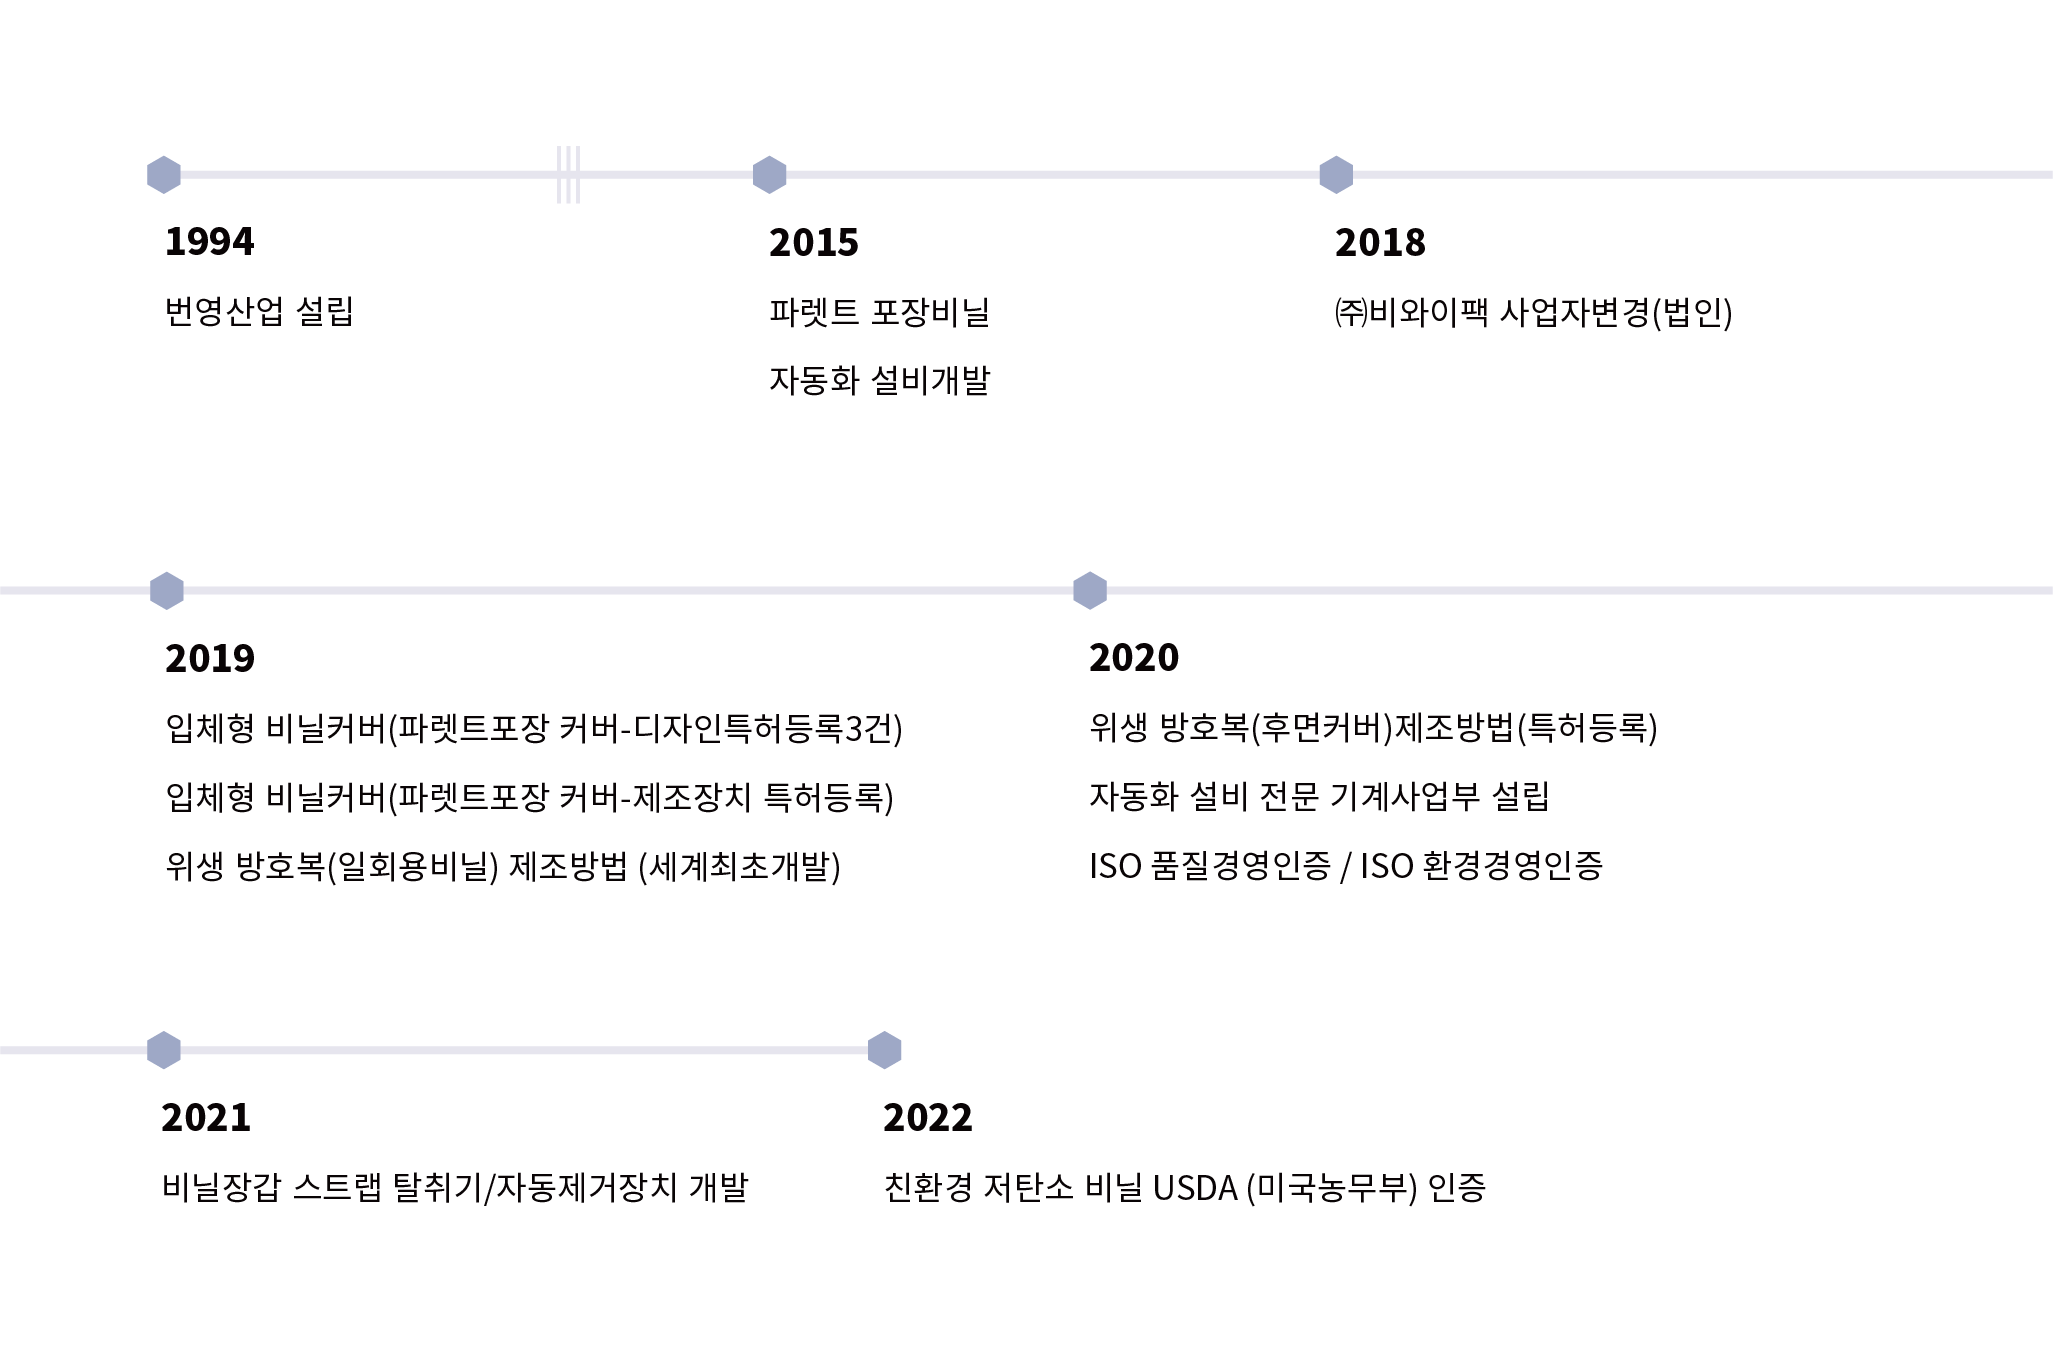 1994
번영산업 설립
2015
파렛트 포장비닐
자동화 설비개발
2018
㈜비와이팩 사업자변경(법인)
2019
입체형 비닐커버(파렛트포장 커버-디자인특허등록3건)
입체형 비닐커버(파렛트포장 커버-제조장치 특허등록)
위생 방호복(일회용비닐) 제조방법 (세계최초개발)
2020
위생 방호복(후면커버)제조방법(특허등록)
자동화 설비 전문 기계사업부 설립
ISO 품질경영인증 / ISO 환경경영인증
2021
비닐장갑 스트랩 탈취기/자동제거장치 개발
2022
친환경 저탄소 비닐 USDA (미국농무부) 인증